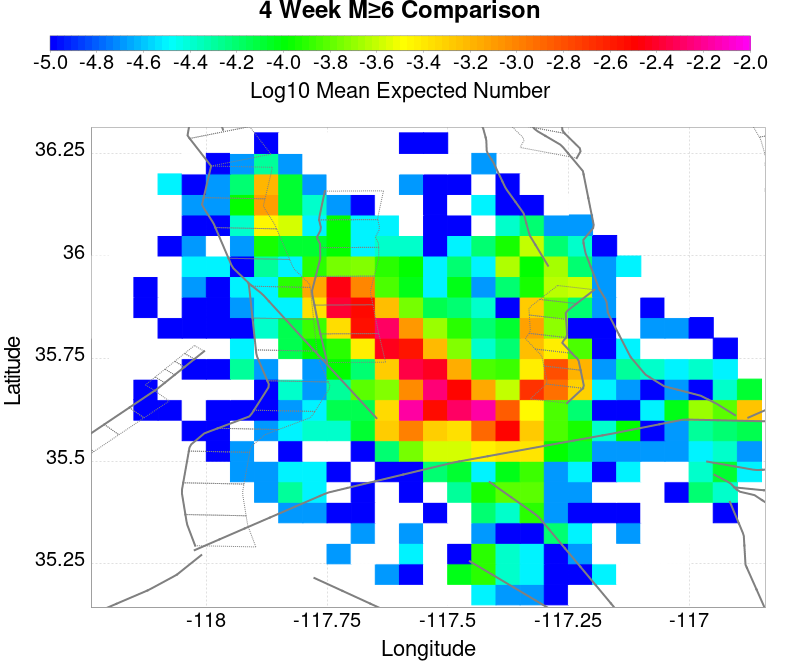 4 Week M≥6 Comparison
-5.0 -4.8 -4.6 -4.4 -4.2 -4.0 -3.8 -3.6 -3.4 -3.2 -3.0 -2.8 -2.6 -2.4 -2.2 -2.0
Log10 Mean Expected Number
36.25
36
35.75
35.5
35.25
Latitude
-118 -117.75 -117.5 -117.25 -117
Longitude